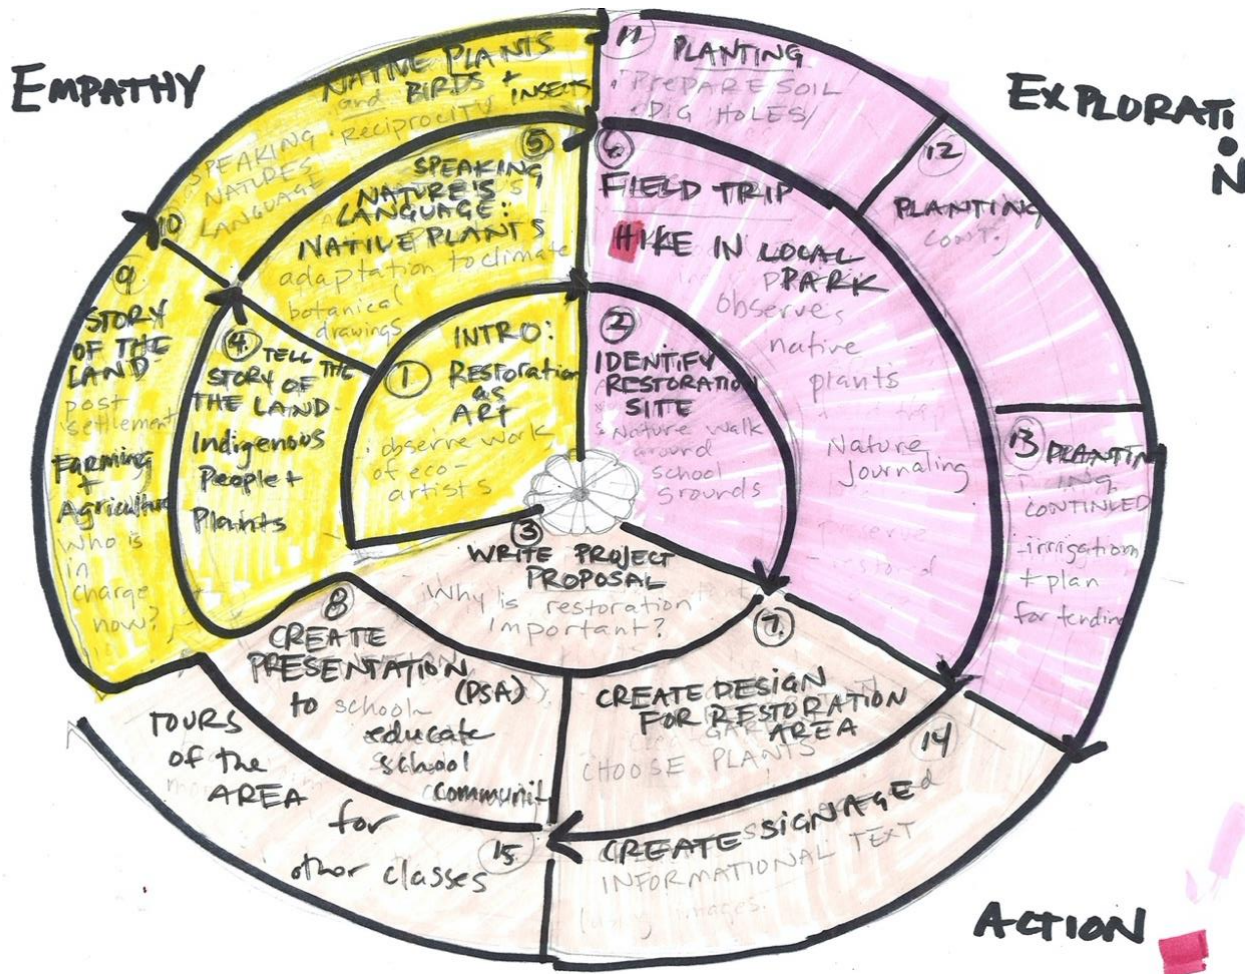 EMPATHY
EXPLORATI
O
N
ACTION
1
INTRO:
Restoration
as
ART
observe work
of eco-
artists
2
IDENTIFY
RESTORATION
SITE
Nature walk
around
school
grounds
3
WRITE PROJECT
PROPOSAL
Why is restoration
important?
4
TELL THE
STORY OF
THE LAND.
Indigenous
People +
Plants
5
SPEAKING
NATURE'S
LANGUAGE:
NATIVE PLANTS
adaptation to climate
botanical
drawings
6.
FIELD TRIP
HIKE IN LOCAL
PARK
observe
native
plants
Nature
Journaling
7.
CREATE DESIGN
FOR RESTORATION
AREA
CHOOSE PLANTS
8
CREATE
PRESENTATION
(PSA)
to school
educate
school
communit
9
STORY
OF THE
LAND
post
settlement
Farming
+
Agriculture
Who is
in
charge
now?
10
SPEAKING
NATURES
LANGUAGE
NATIVE PLANTS
and BIRDS + INSECTS
Reciprocity
11
PLANTING
PREPARE SOIL
DIG HOLES/
12
PLANTING
CONT.
13 PLANTIN
ING
CONTINUED
irrigation
+ plan
for tending
14
CREATE SIGNAGE
INFORMATIONAL TEXT
images.
15
TOURS
OF the
AREA
for
other classes